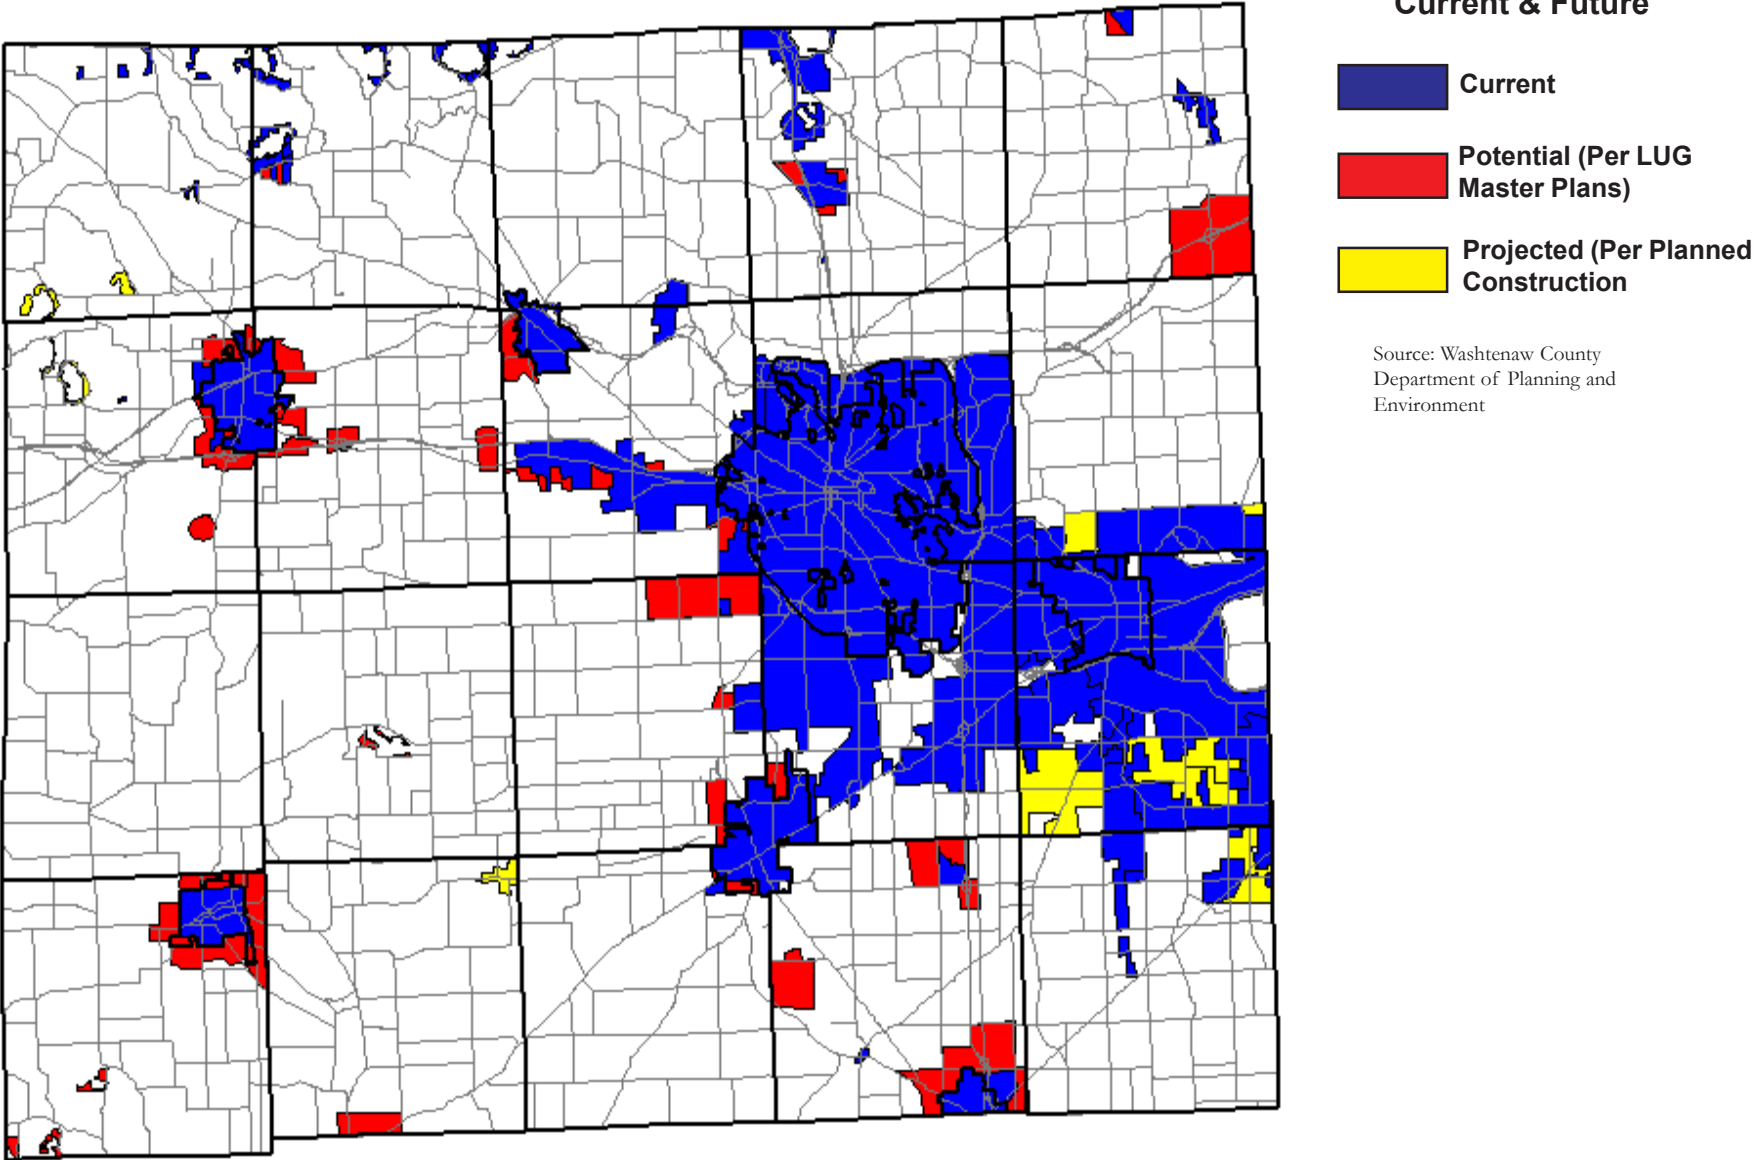 Current & Future
Current
Potential (Per LUG
Master Plans)
Projected (Per Planned
Construction
Source: Washtenaw County
Department of Planning and
Environment